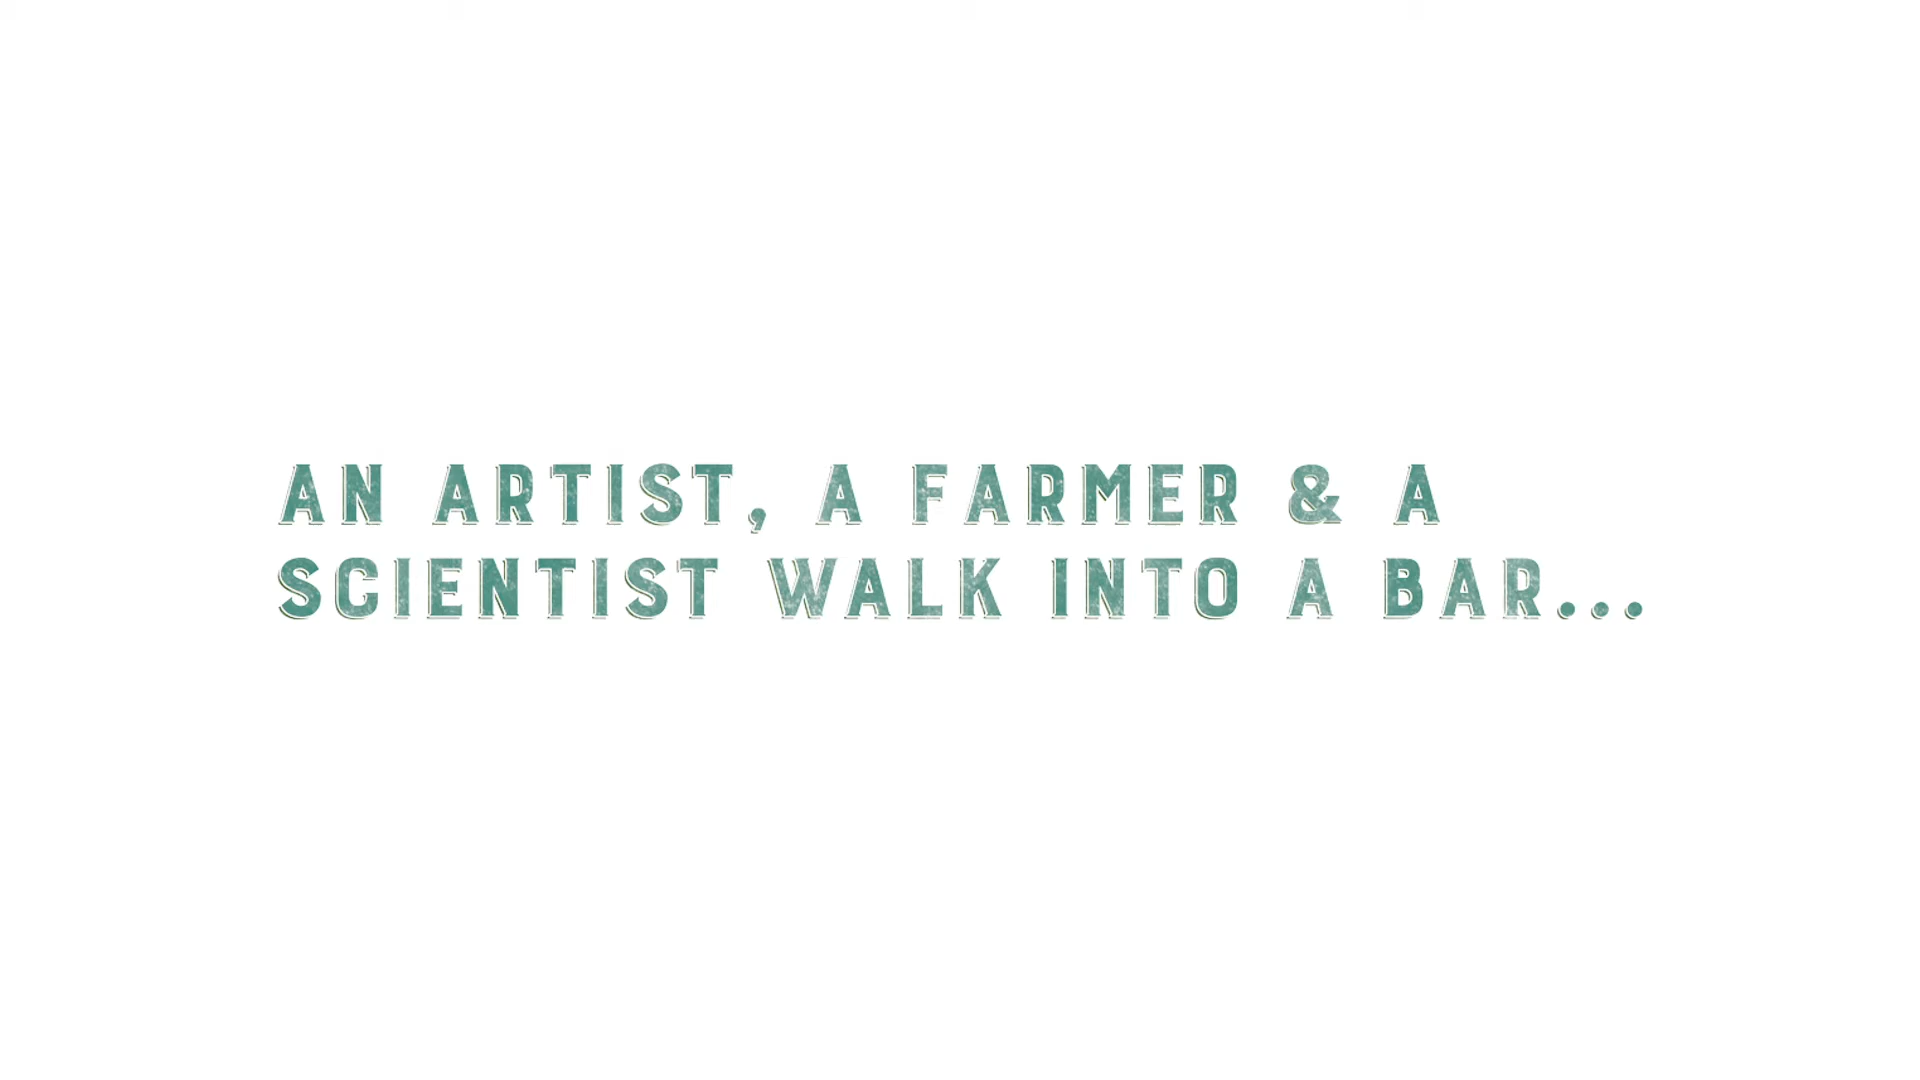 AN ARTIST, A FARMER & A
SCIENTIST WALK INTO A BAR...